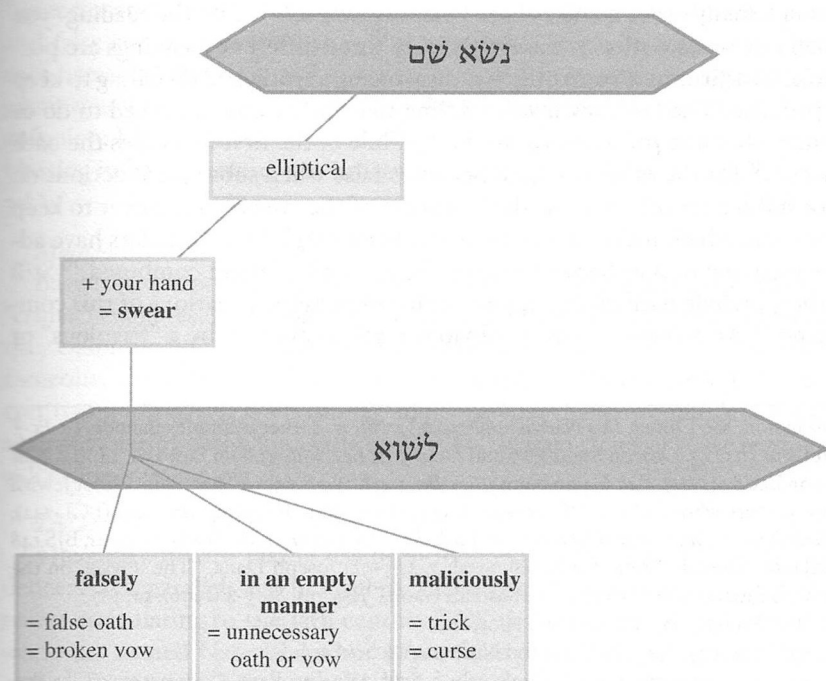 נשׂא שׁם
elliptical
+ your hand
= swear
לשׁוא
falsely
= false oath
= broken vow
in an empty
manner
= unnecessary
oath or vow
maliciously
= trick
= curse